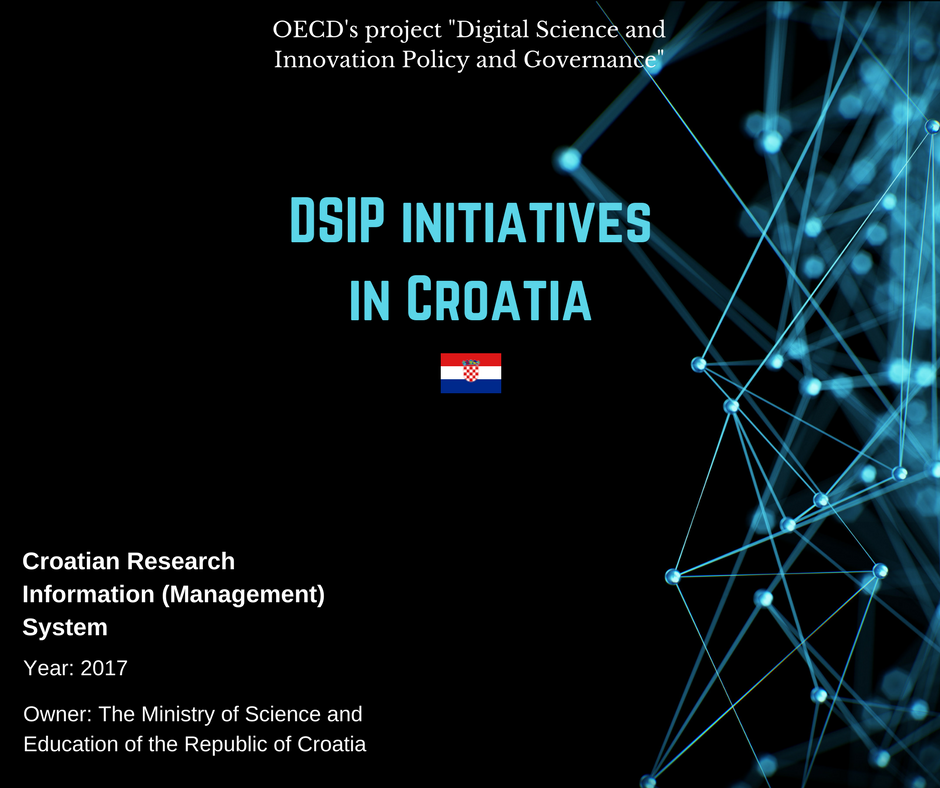 OECD's project "Digital Science and
Innovation Policy and Governance"
DSIP initiatives
in Croatia
Croatian Research
Information (Management)
System
Year: 2017
Owner: The Ministry of Science and
Education of the Republic of Croatia